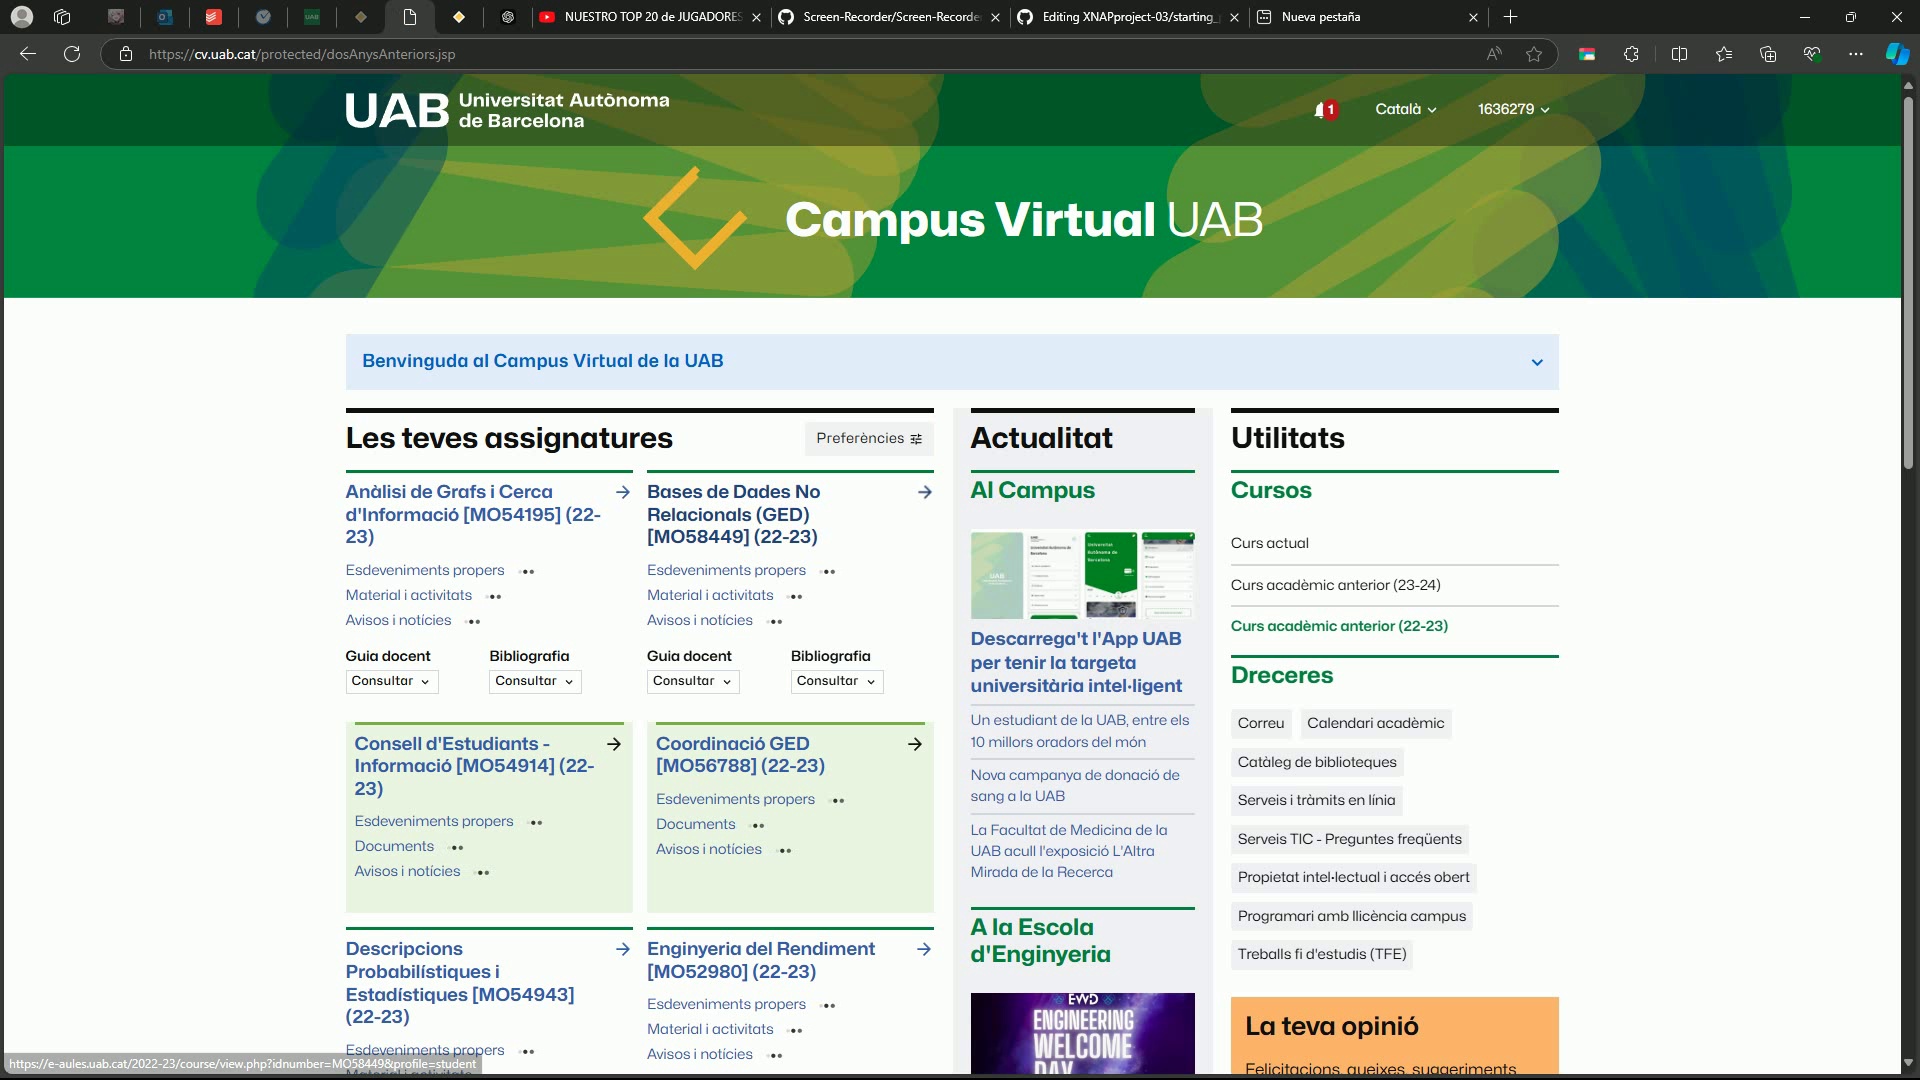 NUESTRO TOP 20 de JUGADORES
Screen-Recorder/Screen-Recorde
Editing XNAPproject-03/starting_
Nueva pestaña
https://cv.uab.cat/protected/dosAnysAnteriors.jsp
UAB Universitat Autònoma
de Barcelona
1
Català
1636279
Campus Virtual UAB
Benvinguda al Campus Virtual de la UAB
Les teves assignatures
Preferències
Anàlisi de Grafs i Cerca
d'Informació [MO54195] (22-
23)
Esdeveniments propers
Material i activitats
Avisos i notícies
Guia docent
Bibliografia
Consultar
Consultar
Bases de Dades No
Relacionals (GED)
[MO58449] (22-23)
Esdeveniments propers
Material i activitats
Avisos i notícies
Guia docent
Bibliografia
Consultar
Consultar
Consell d'Estudiants -
Informació [MO54914] (22-
23)
Esdeveniments propers
Documents
Avisos i notícies
Coordinació GED
[MO56788] (22-23)
Esdeveniments propers
Documents
Avisos i notícies
Descripcions
Probabilístiques i
Estadístiques [MO54943]
(22-23)
Esdeveniments propers
Enginyeria del Rendiment
[MO52980] (22-23)
Esdeveniments propers
Material i activitats
Avisos i notícies
Actualitat
Al Campus
Descarrega't l'App UAB
per tenir la targeta
universitària intel·ligent
Un estudiant de la UAB, entre els
10 millors oradors del món
Nova campanya de donació de
sang a la UAB
La Facultat de Medicina de la
UAB acull l'exposició L'Altra
Mirada de la Recerca
A la Escola
d'Enginyeria
EWD
ENGINEERING
WELCOME
DAY
Utilitats
Cursos
Curs actual
Curs acadèmic anterior (23-24)
Curs acadèmic anterior (22-23)
Dreceres
Correu
Calendari acadèmic
Catàleg de biblioteques
Serveis i tràmits en línia
Serveis TIC - Preguntes freqüents
Propietat intel·lectual i accés obert
Programari amb llicència campus
Treballs fi d'estudis (TFE)
La teva opinió
Felicitacions, queixes, suggeriments
https://e-aules.uab.cat/2022-23/course/view.php?idnumber=MO58449&profile=student